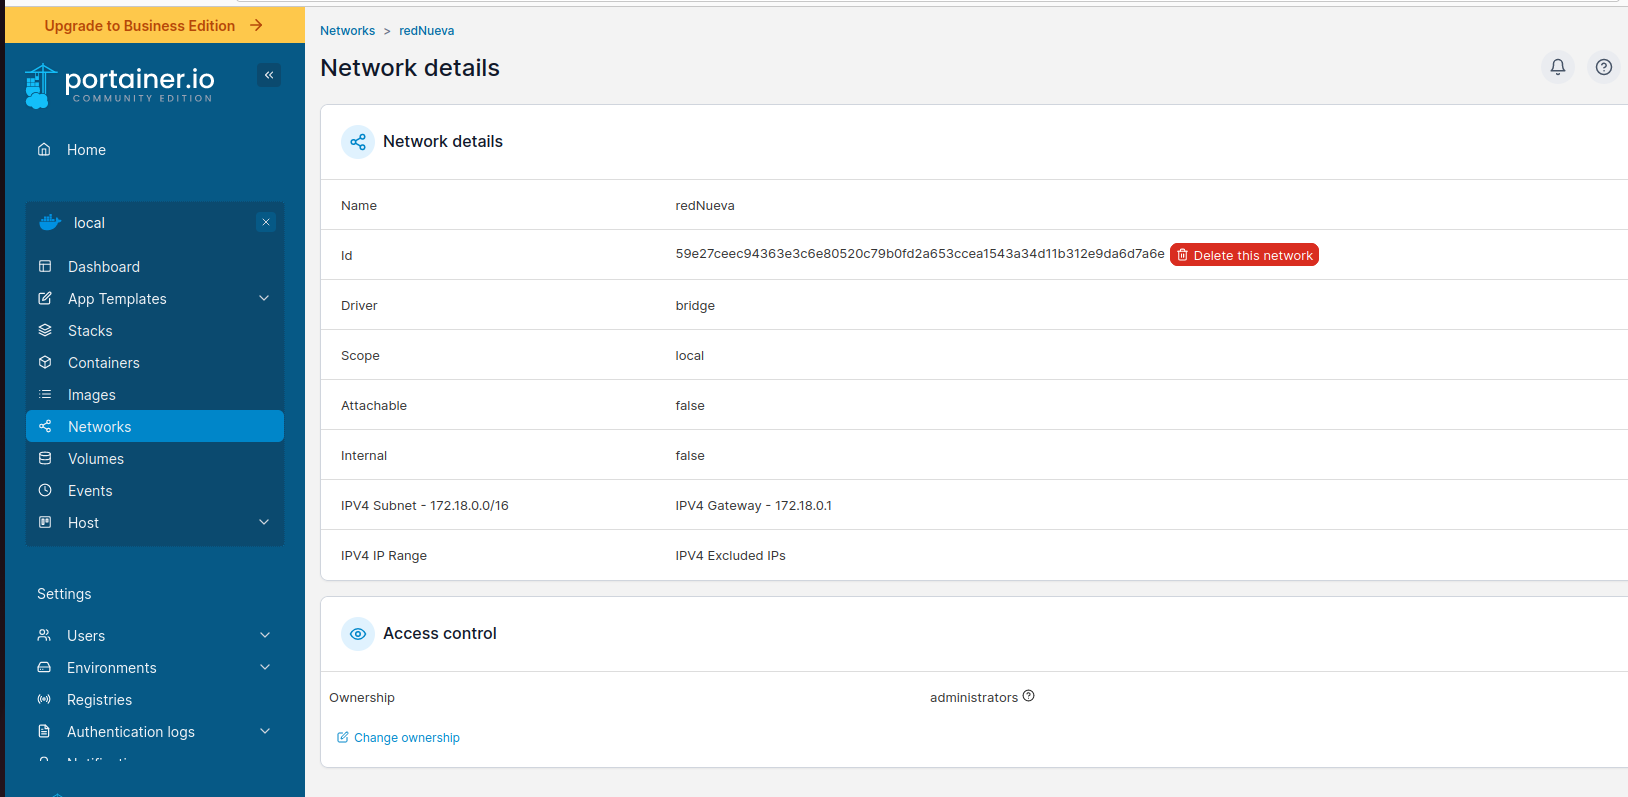 Upgrade to Business Edition
portainer.io
COMMUNITY EDITION
Home
local
Dashboard
App Templates
Stacks
Containers
Images
Networks
Volumes
Events
Host
Settings
Users
Environments
Registries
Authentication logs
Networks > redNueva
Network details
Network details
Name redNueva
Id 59e27ceec94363e3c6e80520c79b0fd2a653ccea1543a34d11b312e9da6d7a6e Delete this network
Driver bridge
Scope local
Attachable false
Internal false
IPV4 Subnet - 172.18.0.0/16 IPV4 Gateway - 172.18.0.1
IPV4 IP Range IPV4 Excluded IPs
Access control
Ownership administrators
Change ownership